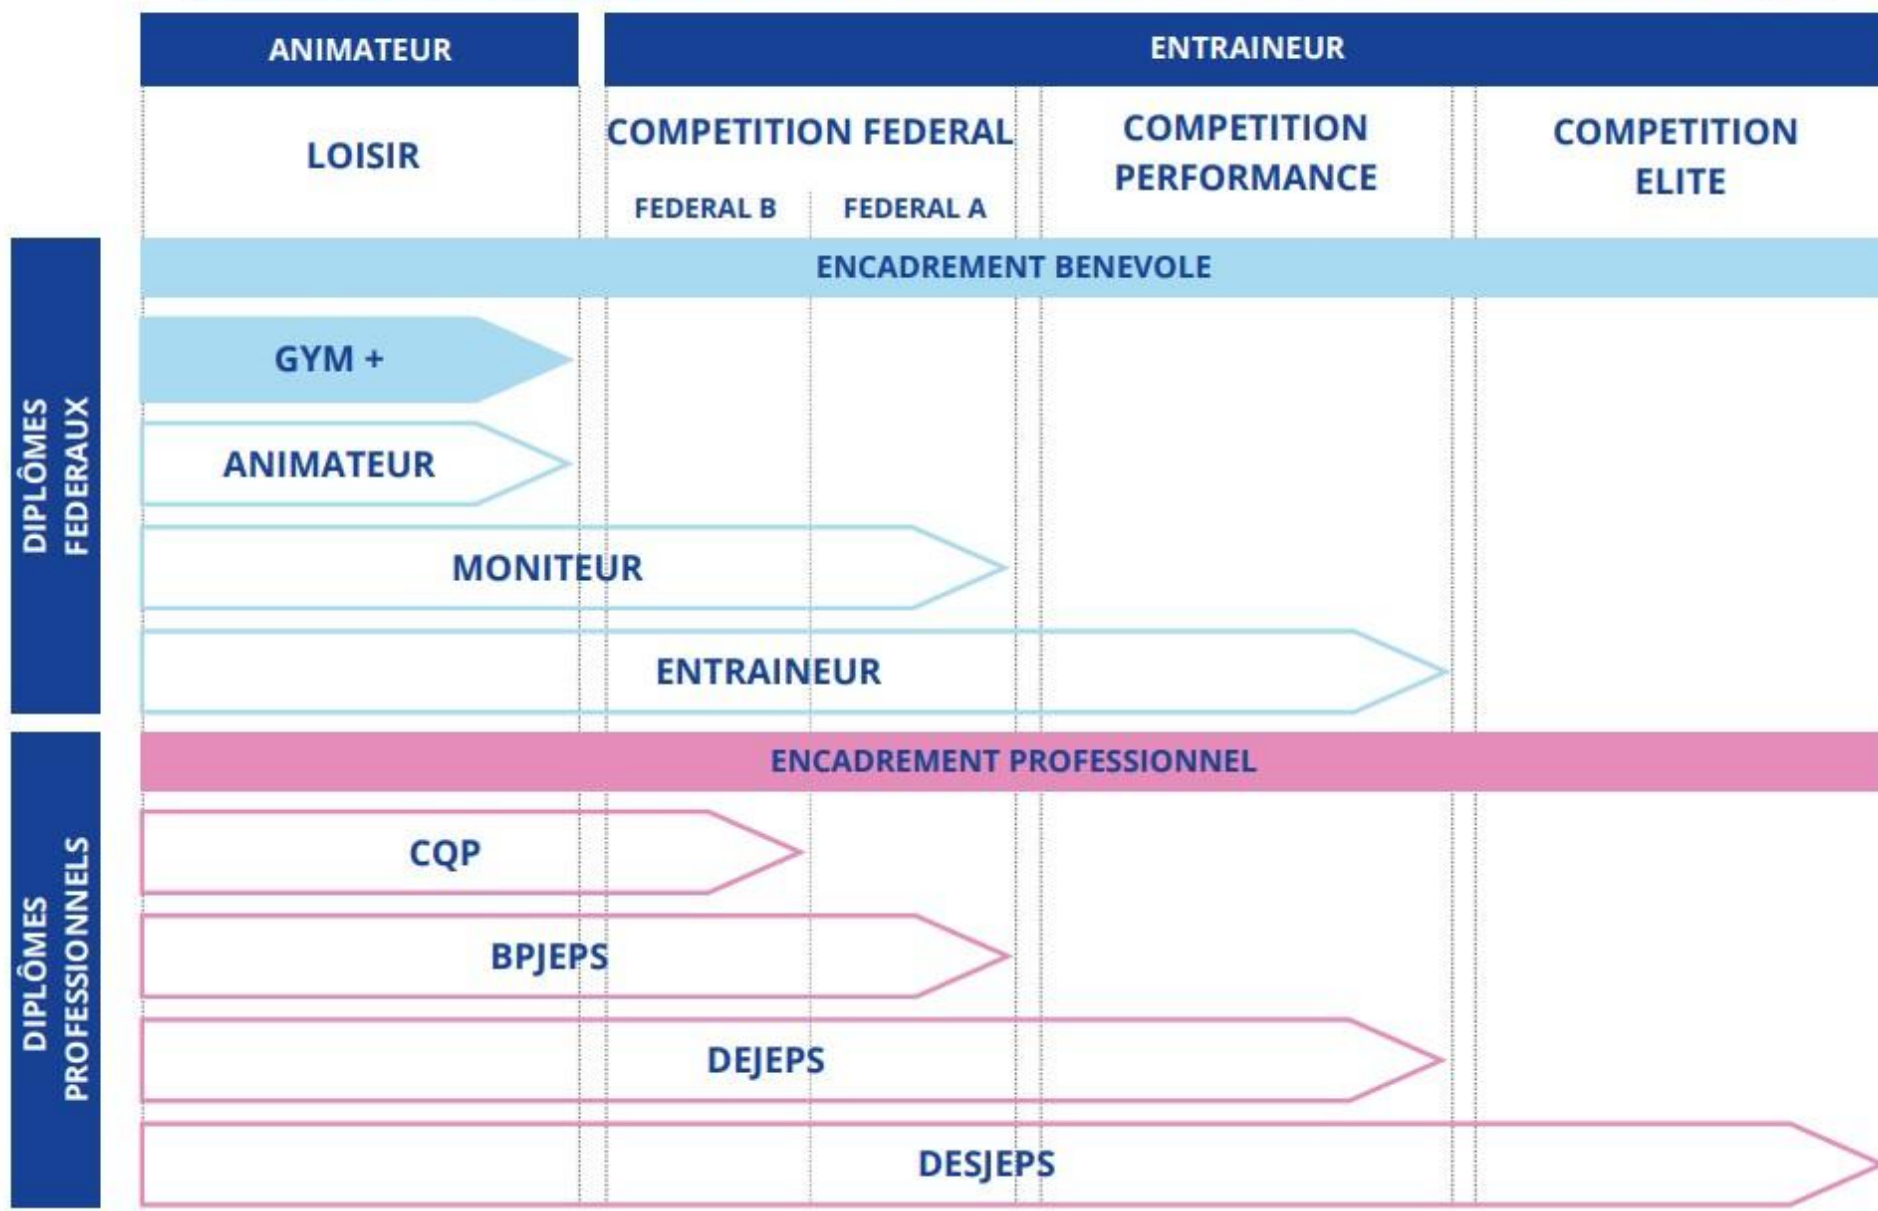 ANIMATEUR
ENTRAINEUR
LOISIR
COMPETITION FEDERAL
FEDERAL B
FEDERAL A
COMPETITION
PERFORMANCE
COMPETITION
ELITE
DIPLÔMES
FEDERAUX
ENCADREMENT BENEVOLE
GYM +
ANIMATEUR
MONITEUR
ENTRAINEUR
DIPLÔMES
PROFESSIONNELS
ENCADREMENT PROFESSIONNEL
CQP
BPJEPS
DEJEPS
DESJEPS